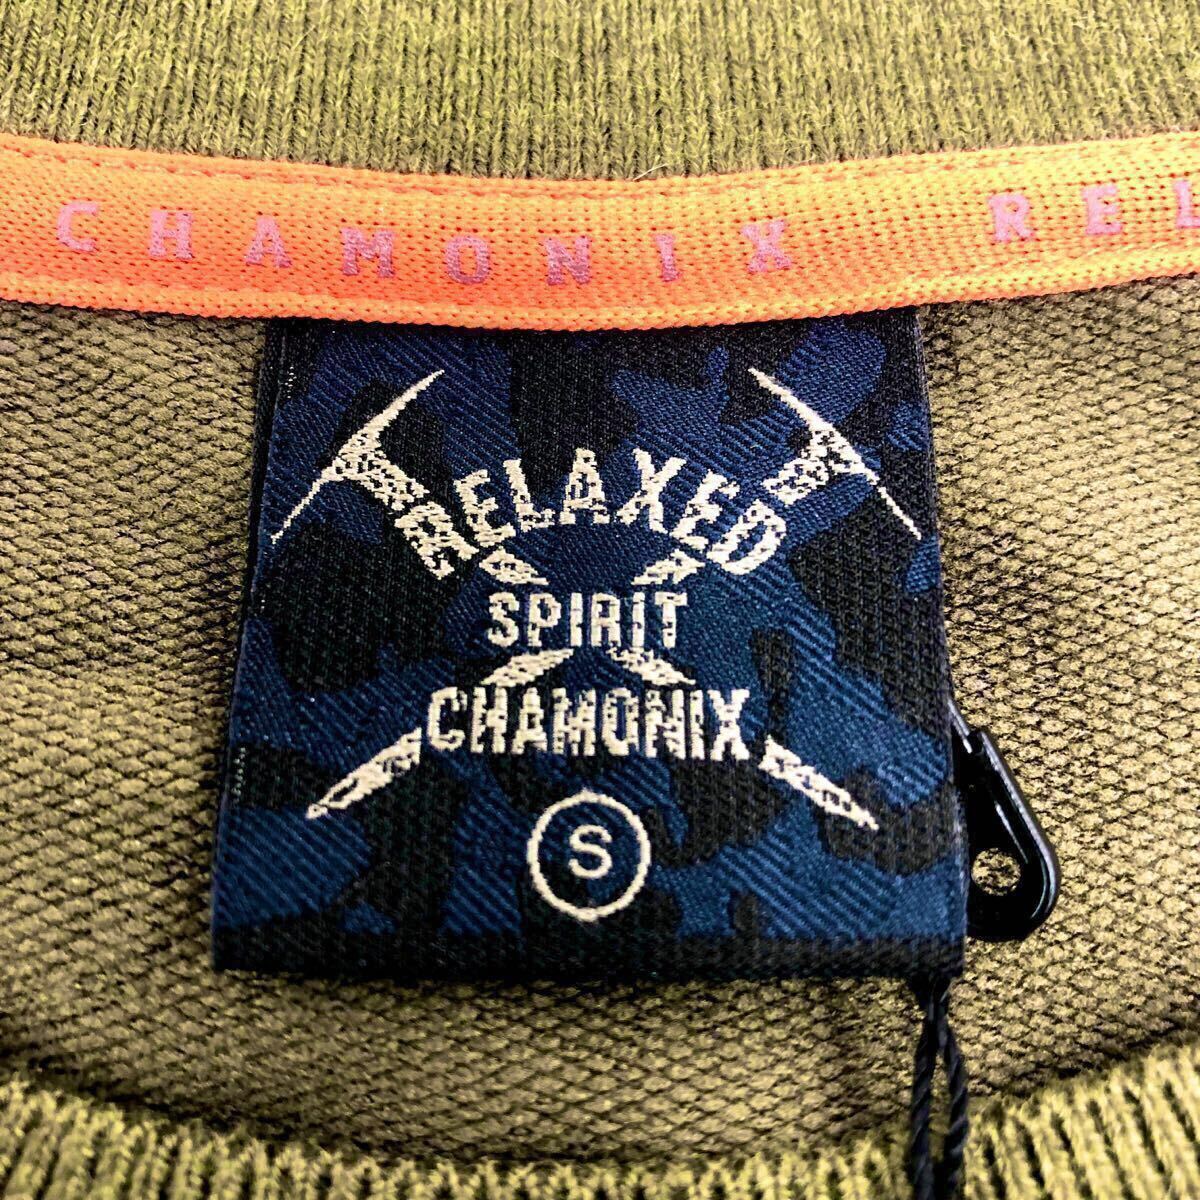 CHAMONIX REL
RELAXED
SPIRIT
CHAMONIX
S